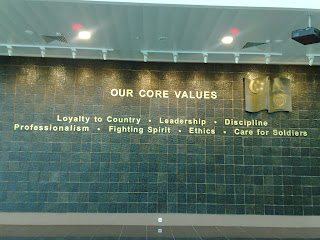 OUR CORE VALUES
Loyalty to Country • Leadership • Discipline
Professionalism • Fighting Spirit • Ethics • Care for Soldiers